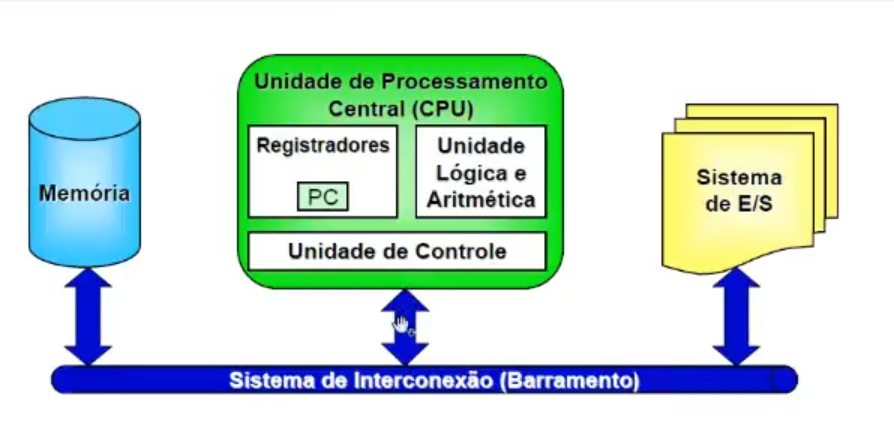 Unidade de Processamento
Central (CPU)
Registradores
PC
Unidade
Lógica e
Aritmética
Unidade de Controle
Memória
Sistema
de E/S
Sistema de Interconexão (Barramento)